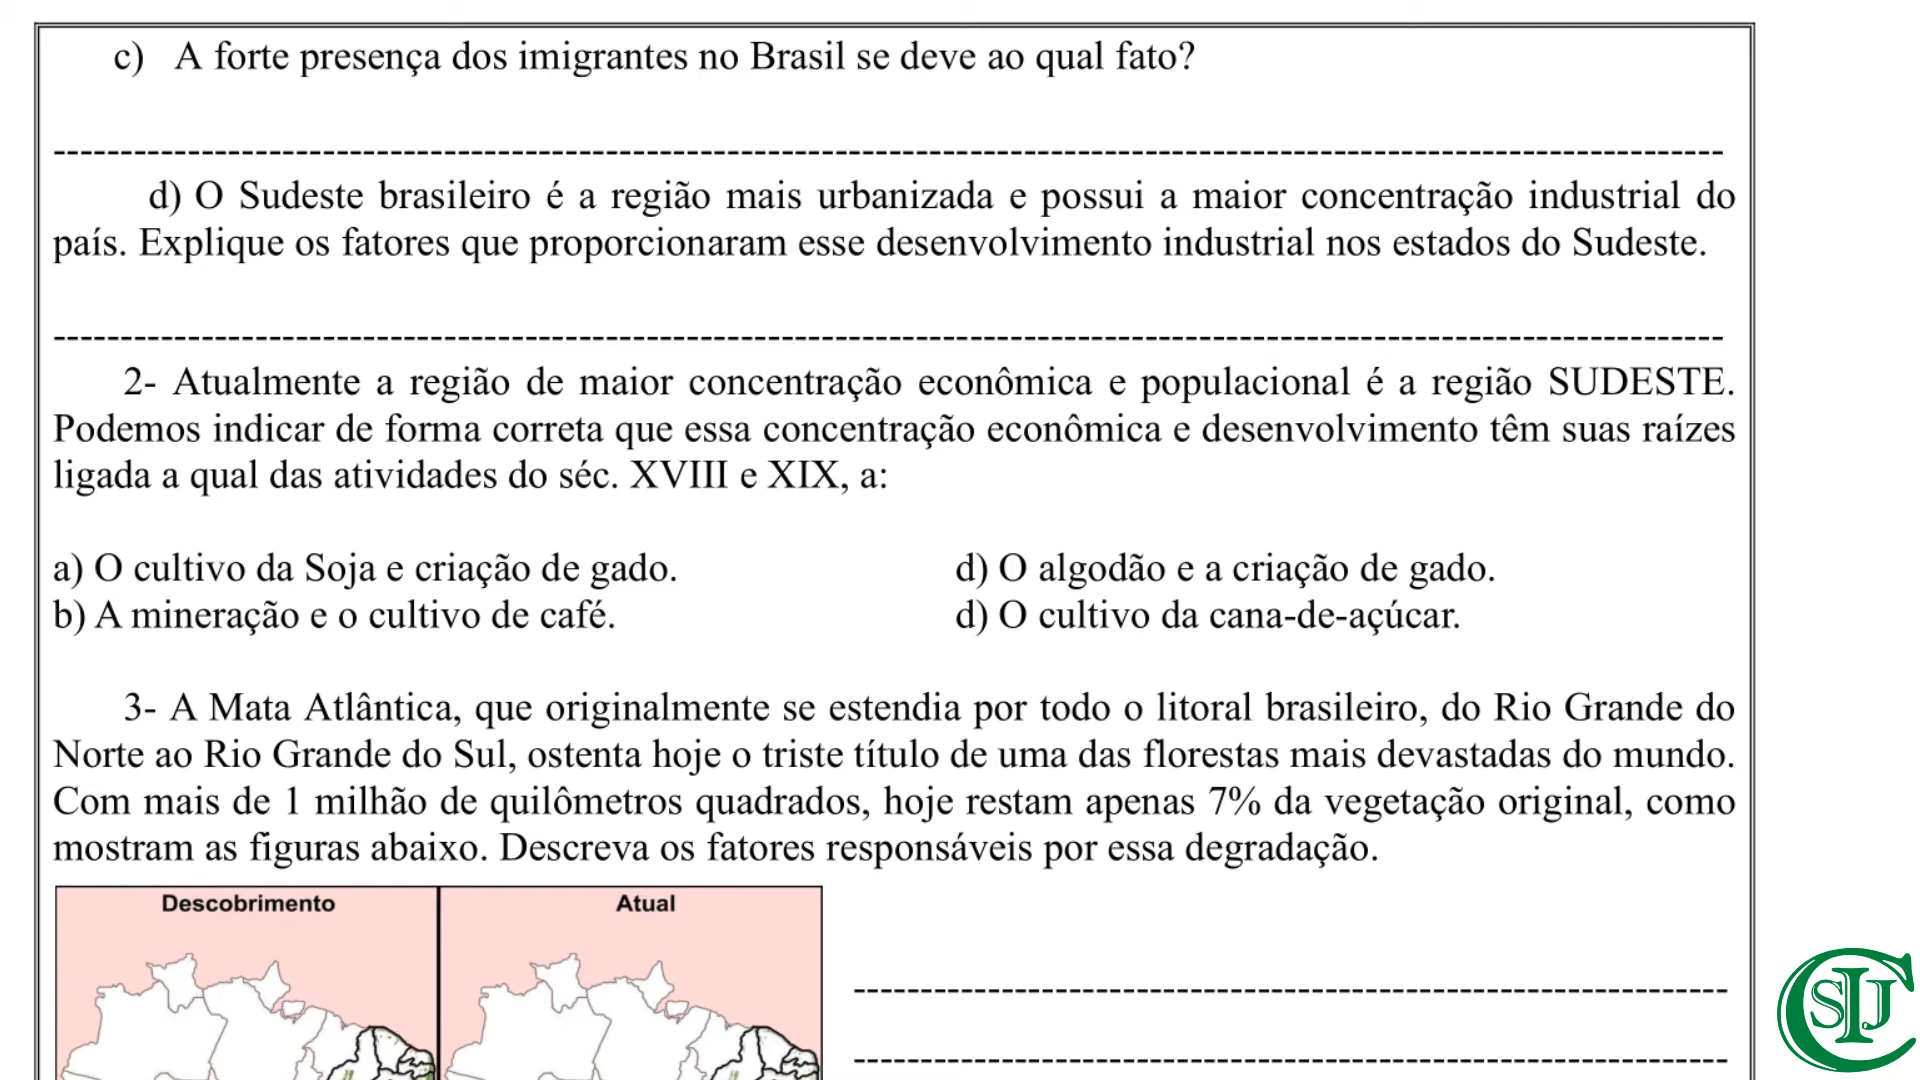 c) A forte presença dos imigrantes no Brasil se deve ao qual fato?
d) O Sudeste brasileiro é a região mais urbanizada e possui a maior concentração industrial do
país. Explique os fatores que proporcionaram esse desenvolvimento industrial nos estados do Sudeste.
2- Atualmente a região de maior concentração econômica e populacional é a região SUDESTE.
Podemos indicar de forma correta que essa concentração econômica e desenvolvimento têm suas raízes
ligada a qual das atividades do séc. XVIII e XIX, a:
a) O cultivo da Soja e criação de gado.
b) A mineração e o cultivo de café.
d) O algodão e a criação de gado.
d) O cultivo da cana-de-açúcar.
3- A Mata Atlântica, que originalmente se estendia por todo o litoral brasileiro, do Rio Grande do
Norte ao Rio Grande do Sul, ostenta hoje o triste título de uma das florestas mais devastadas do mundo.
Com mais de 1 milhão de quilômetros quadrados, hoje restam apenas 7% da vegetação original, como
mostram as figuras abaixo. Descreva os fatores responsáveis por essa degradação.
Descobrimento
Atual
CSIJ